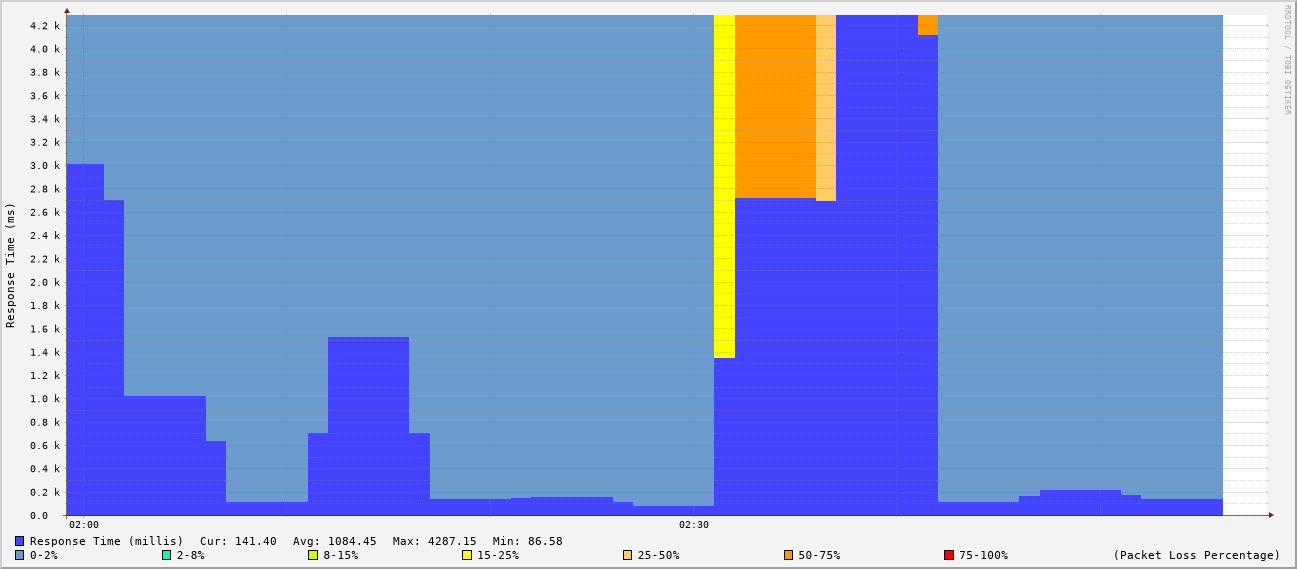 RRDTOOL / TOBI OETIKER
Response Time (ms)
4.2 k
4.0 k
3.8 k
3.6 k
3.4 k
3.2 k
3.0 k
2.8 k
2.6 k
2.4 k
2.2 k
2.0 k
1.8 k
1.6 k
1.4 k
1.2 k
1.0 k
0.8 k
0.6 k
0.4 k
0.2 k
0.0
02:00 02:30
Response Time (millis) Cur: 141.40 Avg: 1084.45 Max: 4287.15 Min: 86.58
0-2% 2-8% 8-15% 15-25% 25-50% 50-75% 75-100% (Packet Loss Percentage)